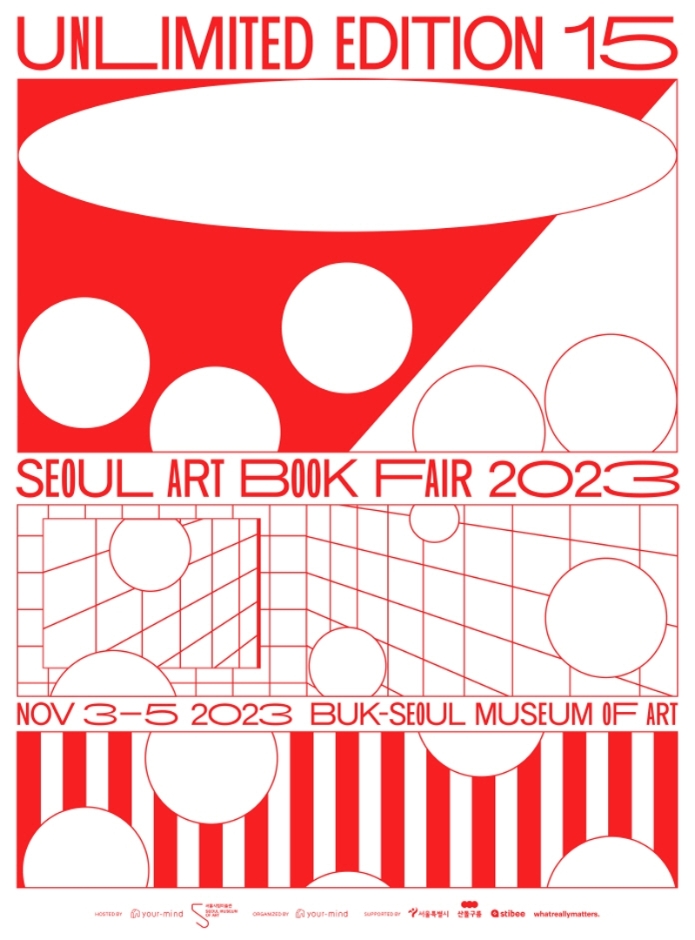 UNLIMITED EDITION 15
SEOUL ART BOOK FAIR 2023
NOV 3–5 2023 BUK-SEOUL MUSEUM OF ART
HOSTED BY your-mind 서울시립미술관 SEOUL MUSEUM OF ART ORGANIZED BY your-mind SUPPORTED BY 서울특별시 산돌구름 stibee whatreallymatters.